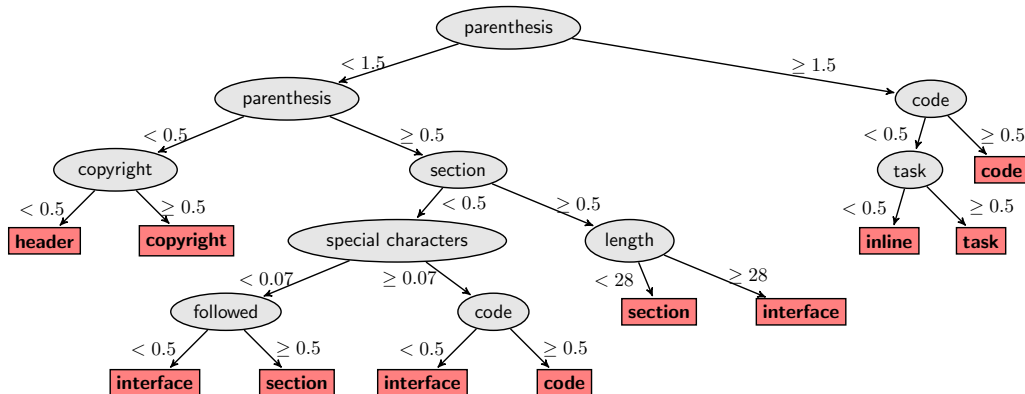 parenthesis
< 1.5
≥ 1.5
parenthesis
code
< 0.5
≥ 0.5
< 0.5
≥ 0.5
copyright
section
task
code
< 0.5
≥ 0.5
< 0.5
≥ 0.5
< 0.5
≥ 0.5
header
copyright
special characters
length
inline
task
< 0.07
≥ 0.07
< 28
≥ 28
followed
code
section
interface
< 0.5
≥ 0.5
< 0.5
≥ 0.5
interface
section
interface
code